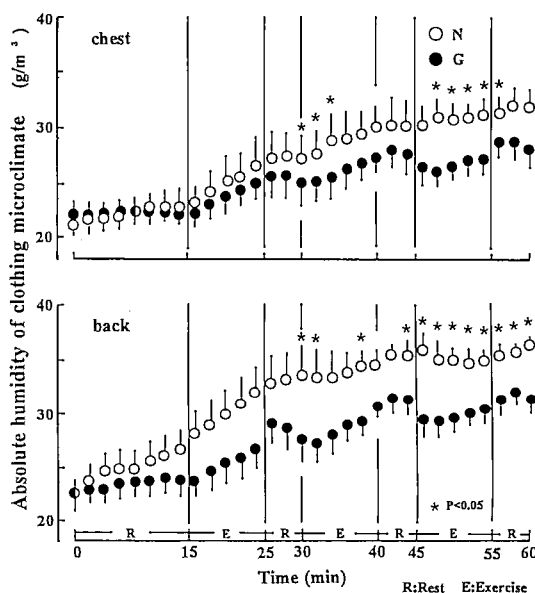 Absolute humidity of clothing microclimate (g/m³)
40
chest
○ N
● G
* * *
* * * * *
30
20
40
back
* * * * * * * * * * *
30
* P<0.05
20
R E R E R E R
0 15 25 30 40 45 55 60
Time (min)
R:Rest E:Exercise